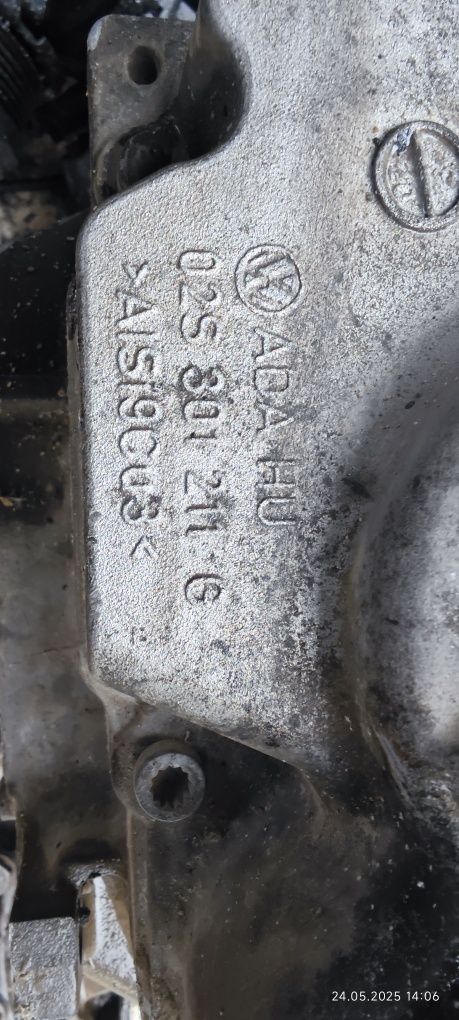 ADA HU
02S 301 211 G
>AlSi9Cu3<
24.05.2025 14:06